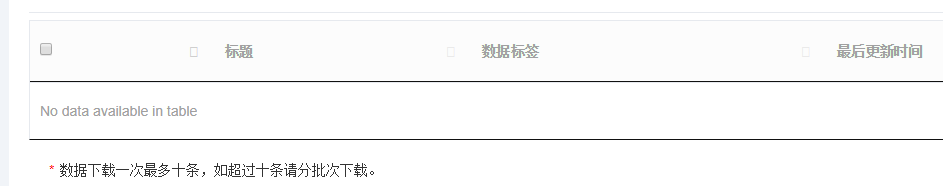 标题 数据标签 最后更新时间
No data available in table
* 数据下载一次最多十条，如超过十条请分批次下载。